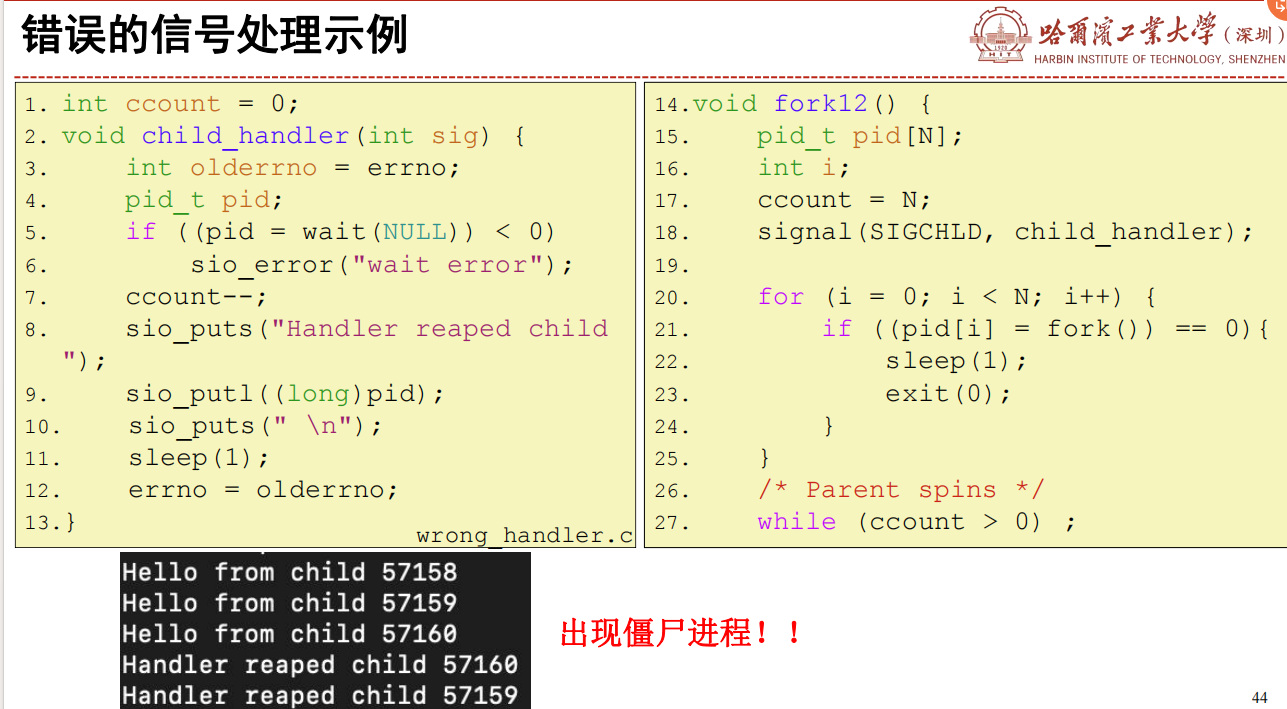 错误的信号处理示例
哈尔滨工业大学(深圳)
HARBIN INSTITUTE OF TECHNOLOGY, SHENZHEN
1. int ccount = 0;
2. void child_handler(int sig) {
3. int olderrno = errno;
4. pid_t pid;
5. if ((pid = wait(NULL)) < 0)
6. sio_error("wait error");
7. ccount--;
8. sio_puts("Handler reaped child
");
9. sio_putl((long)pid);
10. sio_puts(" \n");
11. sleep(1);
12. errno = olderrno;
13.}
wrong_handler.c
14.void fork12() {
15. pid_t pid[N];
16. int i;
17. ccount = N;
18. signal(SIGCHLD, child_handler);
19.
20. for (i = 0; i < N; i++) {
21. if ((pid[i] = fork()) == 0){
22. sleep(1);
23. exit(0);
24. }
25. }
26. /* Parent spins */
27. while (ccount > 0) ;
Hello from child 57158
Hello from child 57159
Hello from child 57160
Handler reaped child 57160
Handler reaped child 57159
出现僵尸进程!!
44